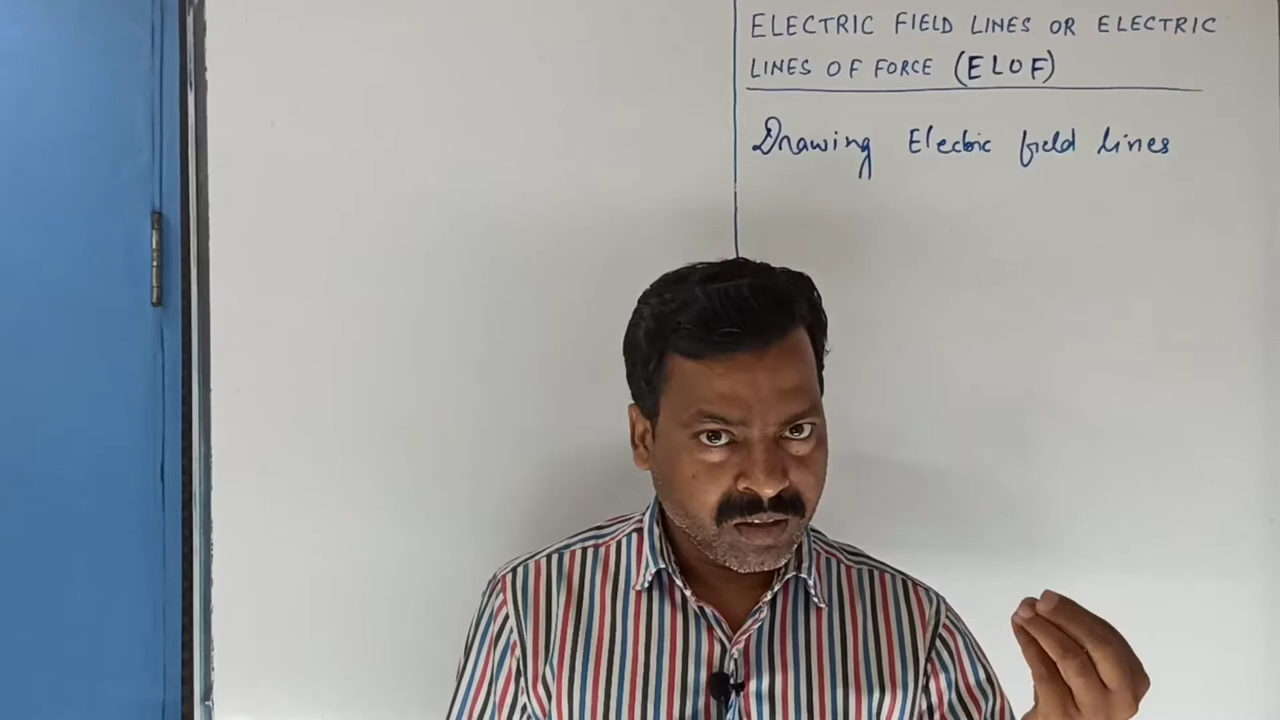 ELECTRIC FIELD LINES OR ELECTRIC
LINES OF FORCE (ELOF)
Drawing Electric field lines